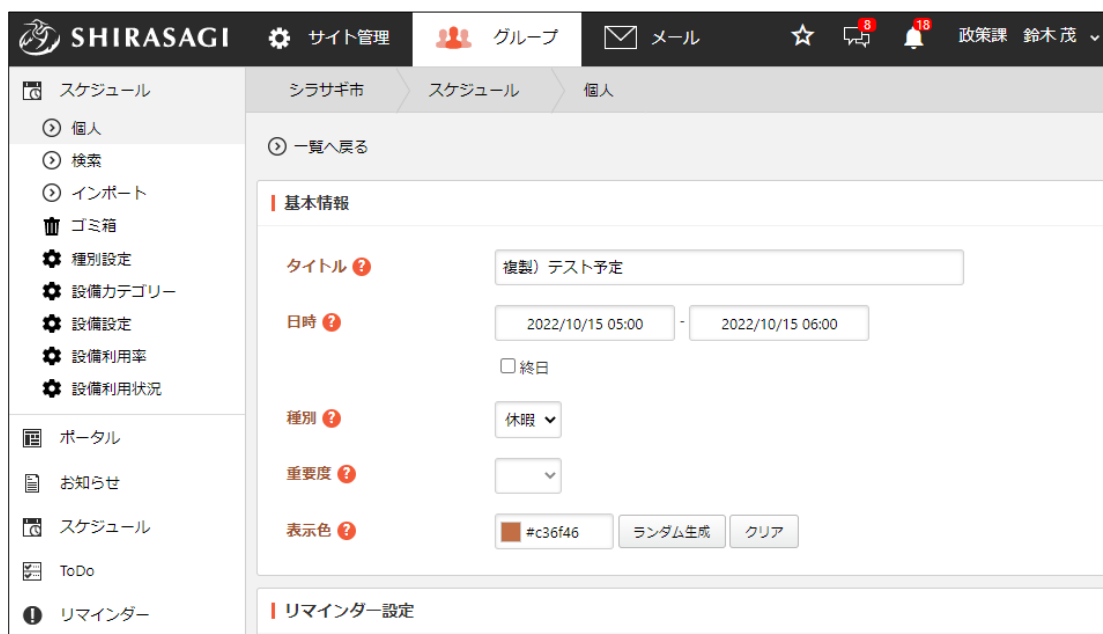 SHIRASAGI サイト管理 グループ メール 8 18 政策課 鈴木 茂
スケジュール
個人
検索
インポート
ゴミ箱
種別設定
設備カテゴリー
設備設定
設備利用率
設備利用状況
ポータル
お知らせ
スケジュール
ToDo
リマインダー
シラサギ市 スケジュール 個人
一覧へ戻る
基本情報
タイトル ? 複製）テスト予定
日時 ? 2022/10/15 05:00 - 2022/10/15 06:00
終日
種別 ? 休暇
重要度 ?
表示色 ? #c36f46 ランダム生成 クリア
リマインダー設定